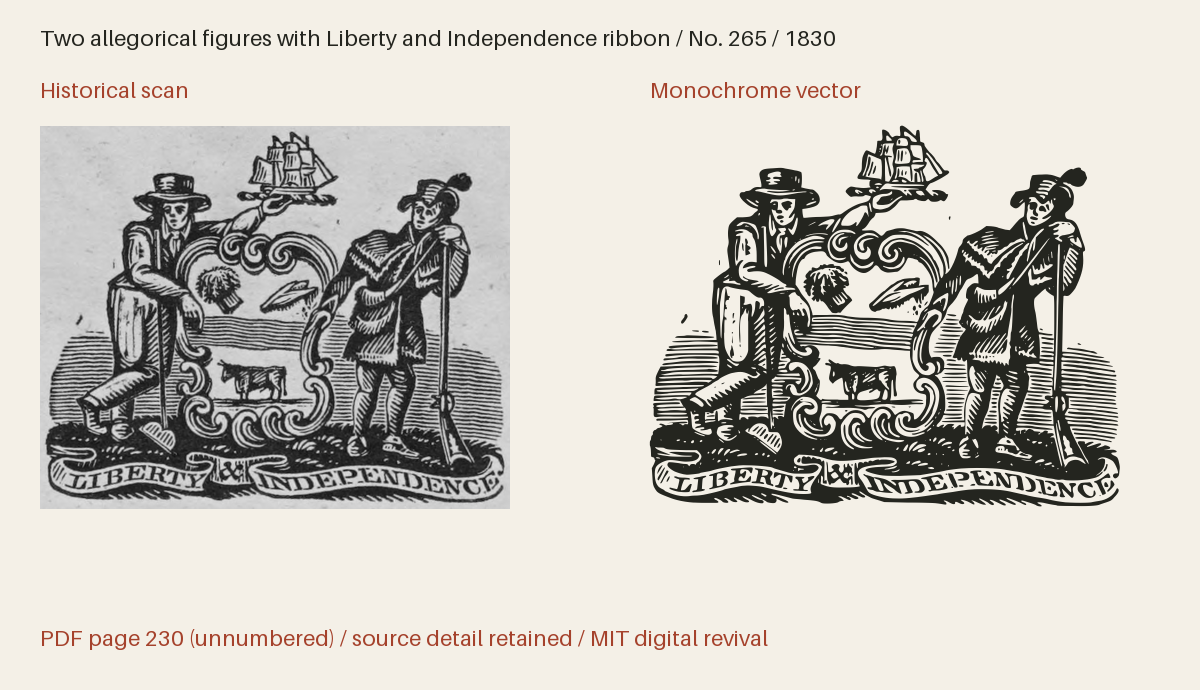 Two allegorical figures with Liberty and Independence ribbon / No. 265 / 1830
Historical scan
Monochrome vector
LIBERTY & INDEPENDENCE
LIBERTY & INDEPENDENCE
PDF page 230 (unnumbered) / source detail retained / MIT digital revival